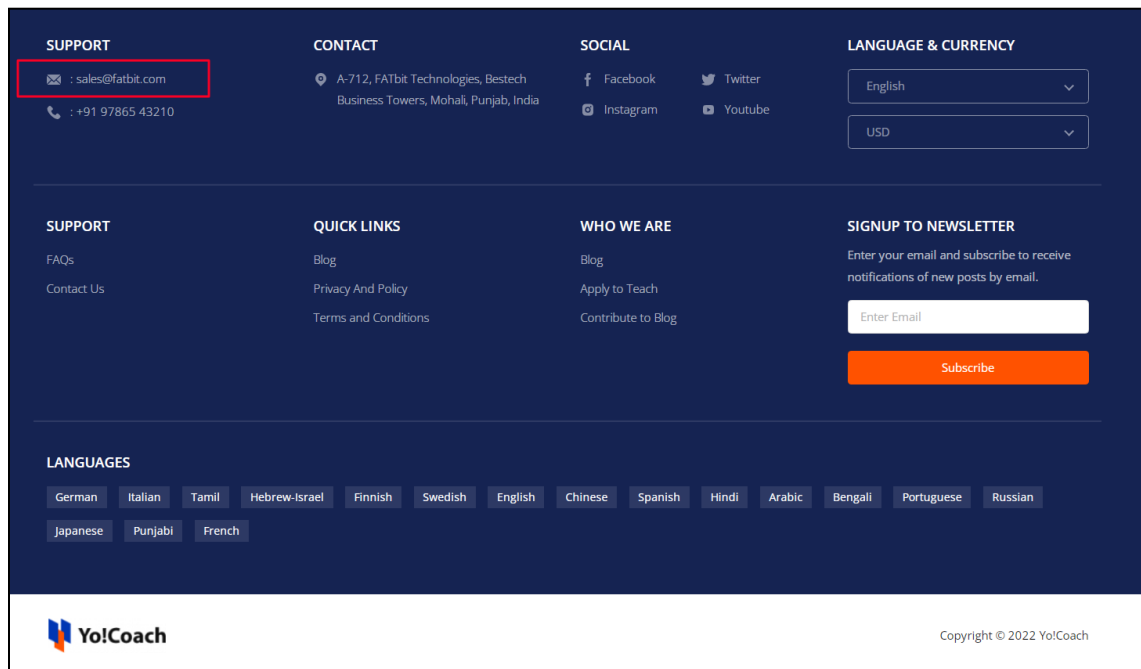 SUPPORT
: sales@fatbit.com
: +91 97865 43210
CONTACT
A-712, FATbit Technologies, Bestech
Business Towers, Mohali, Punjab, India
SOCIAL
Facebook
Twitter
Instagram
Youtube
LANGUAGE & CURRENCY
English
USD
SUPPORT
FAQs
Contact Us
QUICK LINKS
Blog
Privacy And Policy
Terms and Conditions
WHO WE ARE
Blog
Apply to Teach
Contribute to Blog
SIGNUP TO NEWSLETTER
Enter your email and subscribe to receive
notifications of new posts by email.
Enter Email
Subscribe
LANGUAGES
German Italian Tamil Hebrew-Israel Finnish Swedish English Chinese Spanish Hindi Arabic Bengali Portuguese Russian
Japanese Punjabi French
Yo!Coach
Copyright © 2022 Yo!Coach